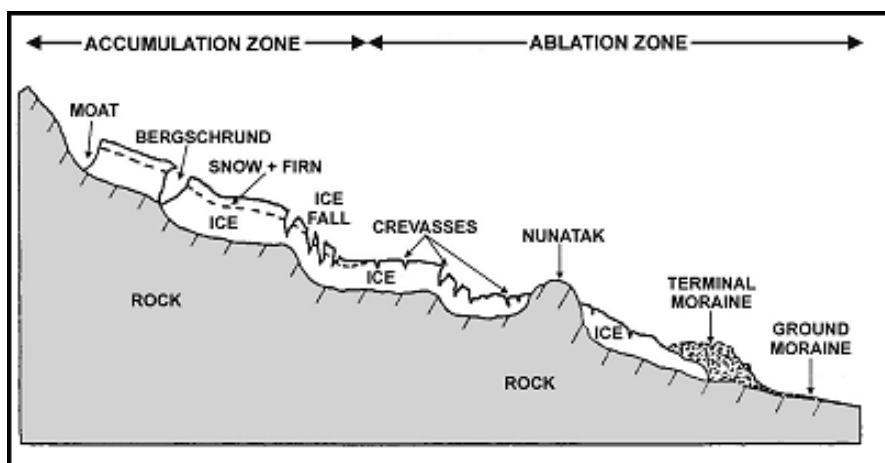 ACCUMULATION ZONE
ABLATION ZONE
MOAT
BERGSCHRUND
SNOW + FIRN
ICE
FALL
ICE
CREVASSES
ICE
NUNATAK
TERMINAL
MORAINE
ICE
GROUND
MORAINE
ROCK
ROCK